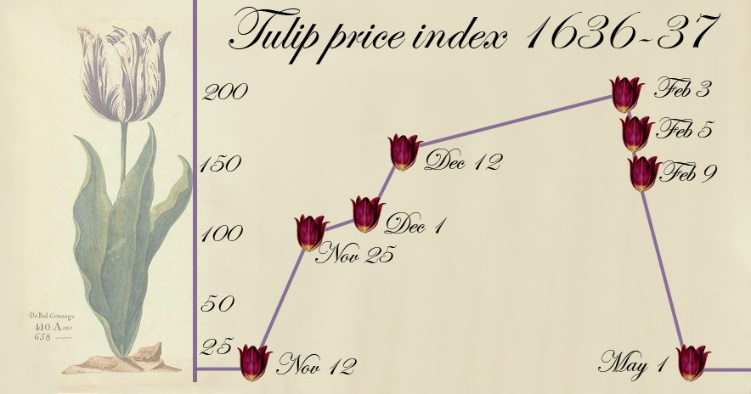 Tulip price index 1636-37
200
150
100
50
25
Feb 3
Feb 5
Feb 9
Dec 12
Dec 1
Nov 25
Nov 12
May 1